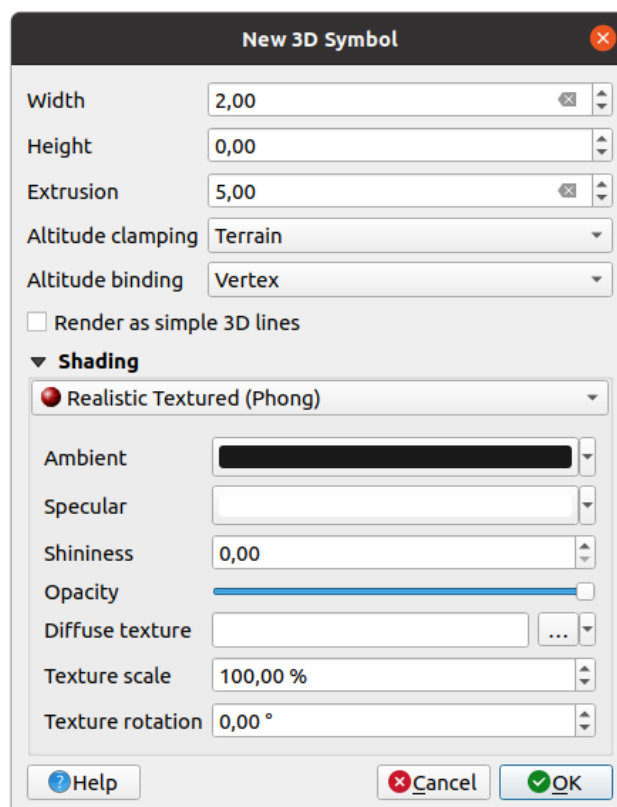 New 3D Symbol
Width 2,00
Height 0,00
Extrusion 5,00
Altitude clamping Terrain
Altitude binding Vertex
Render as simple 3D lines
Shading
Realistic Textured (Phong)
Ambient
Specular
Shininess 0,00
Opacity
Diffuse texture ...
Texture scale 100,00 %
Texture rotation 0,00 °
Help Cancel OK